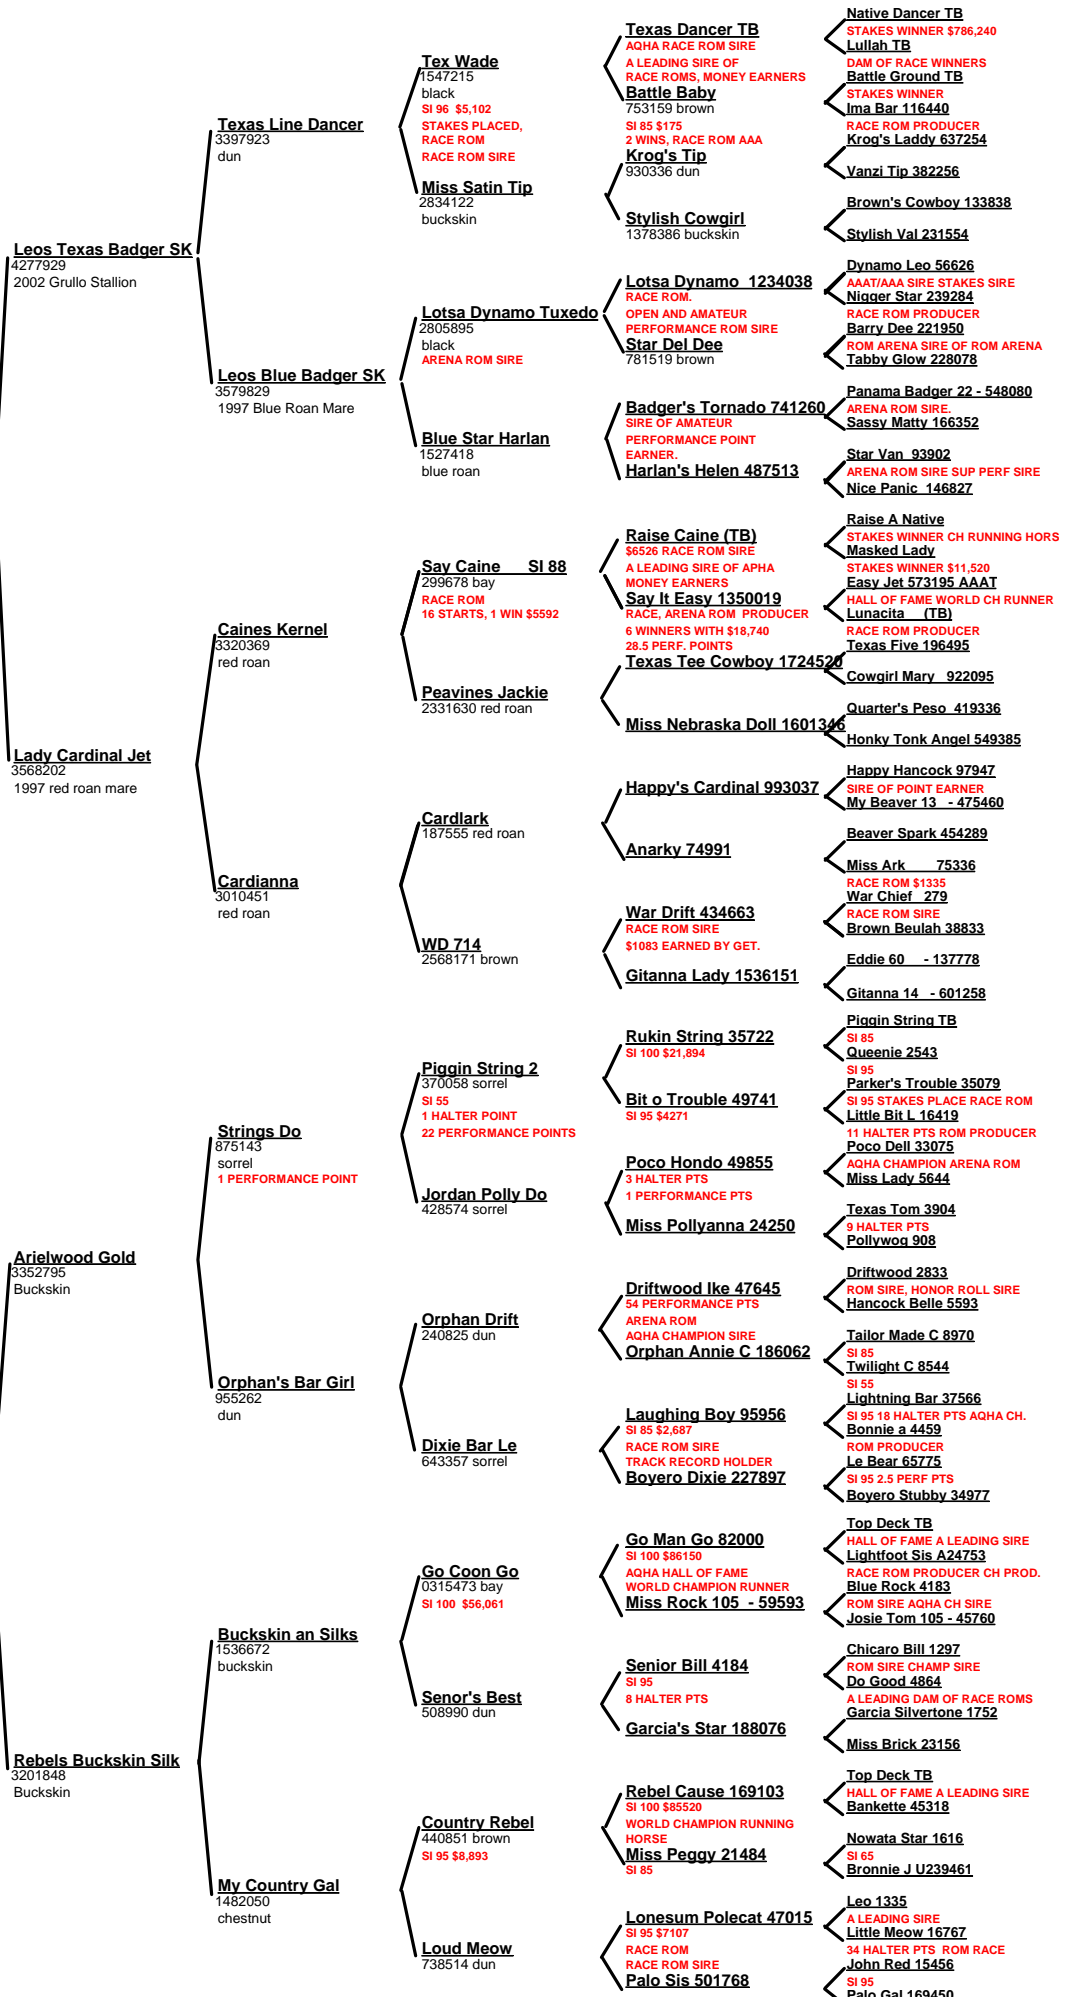 Leos Texas Badger SK
4277929
2002 Grullo Stallion
Lady Cardinal Jet
3568202
1997 red roan mare
Arielwood Gold
3352795
Buckskin
Rebels Buckskin Silk
3201848
Buckskin
Texas Line Dancer
3397923
dun
Leos Blue Badger SK
3579829
1997 Blue Roan Mare
Caines Kernel
3320369
red roan
Cardianna
3010451
red roan
Strings Do
875143
sorrel
1 PERFORMANCE POINT
Orphan's Bar Girl
955262
dun
Buckskin an Silks
1536672
buckskin
My Country Gal
1482050
chestnut
Tex Wade
1547215
black
SI 96 $5,102
STAKES PLACED,
RACE ROM
RACE ROM SIRE
Miss Satin Tip
2834122
buckskin
Lotsa Dynamo Tuxedo
2805895
black
ARENA ROM SIRE
Blue Star Harlan
1527418
blue roan
Say Caine SI 88
299678 bay
RACE ROM
16 STARTS, 1 WIN $5592
Peavines Jackie
2331630 red roan
Cardlark
187555 red roan
WD 714
2568171 brown
Piggin String 2
370058 sorrel
SI 55
1 HALTER POINT
22 PERFORMANCE POINTS
Jordan Polly Do
428574 sorrel
Orphan Drift
240825 dun
Dixie Bar Le
643357 sorrel
Go Coon Go
0315473 bay
SI 100 $56,061
Senor's Best
508990 dun
Country Rebel
440851 brown
SI 95 $8,893
Loud Meow
738514 dun
Texas Dancer TB
AQHA RACE ROM SIRE
A LEADING SIRE OF
RACE ROMS, MONEY EARNERS
Battle Baby
753159 brown
SI 85 $175
2 WINS, RACE ROM AAA
Krog's Tip
930336 dun
Stylish Cowgirl
1378386 buckskin
Lotsa Dynamo 1234038
RACE ROM.
OPEN AND AMATEUR
PERFORMANCE ROM SIRE
Star Del Dee
781519 brown
Badger's Tornado 741260
SIRE OF AMATEUR
PERFORMANCE POINT
EARNER.
Harlan's Helen 487513
Raise Caine (TB)
$6526 RACE ROM SIRE
A LEADING SIRE OF APHA
MONEY EARNERS
Say It Easy 1350019
RACE, ARENA ROM PRODUCER
6 WINNERS WITH $18,740
28.5 PERF. POINTS
Texas Tee Cowboy 1724520
Miss Nebraska Doll 1601346
Happy's Cardinal 993037
Anarky 74991
War Drift 434663
RACE ROM SIRE
$1083 EARNED BY GET.
Gitanna Lady 1536151
Rukin String 35722
SI 100 $21,894
Bit o Trouble 49741
SI 95 $4271
Poco Hondo 49855
3 HALTER PTS
1 PERFORMANCE PTS
Miss Pollyanna 24250
Driftwood Ike 47645
54 PERFORMANCE PTS
ARENA ROM
AQHA CHAMPION SIRE
Orphan Annie C 186062
Laughing Boy 95956
SI 85 $2,687
RACE ROM SIRE
TRACK RECORD HOLDER
Boyero Dixie 227897
Go Man Go 82000
SI 100 $86150
AQHA HALL OF FAME
WORLD CHAMPION RUNNER
Miss Rock 105 - 59593
Senior Bill 4184
SI 95
8 HALTER PTS
Garcia's Star 188076
Rebel Cause 169103
SI 100 $85520
WORLD CHAMPION RUNNING
HORSE
Miss Peggy 21484
SI 85
Lonesum Polecat 47015
SI 95 $7107
RACE ROM
RACE ROM SIRE
Palo Sis 501768
Native Dancer TB
STAKES WINNER $786,240
Lullah TB
DAM OF RACE WINNERS
Battle Ground TB
STAKES WINNER
Ima Bar 116440
RACE ROM PRODUCER
Krog's Laddy 637254
Vanzi Tip 382256
Brown's Cowboy 133838
Stylish Val 231554
Dynamo Leo 56626
AAAT/AAA SIRE STAKES SIRE
Nigger Star 239284
RACE ROM PRODUCER
Barry Dee 221950
ROM ARENA SIRE OF ROM ARENA
Tabby Glow 228078
Panama Badger 22 - 548080
ARENA ROM SIRE.
Sassy Matty 166352
Star Van 93902
ARENA ROM SIRE SUP PERF SIRE
Nice Panic 146827
Raise A Native
STAKES WINNER CH RUNNING HORS
Masked Lady
STAKES WINNER $11,520
Easy Jet 573195 AAAT
HALL OF FAME WORLD CH RUNNER
Lunacita (TB)
RACE ROM PRODUCER
Texas Five 196495
Cowgirl Mary 922095
Quarter's Peso 419336
Honky Tonk Angel 549385
Happy Hancock 97947
SIRE OF POINT EARNER
My Beaver 13 - 475460
Beaver Spark 454289
Miss Ark 75336
RACE ROM $1335
War Chief 279
RACE ROM SIRE
Brown Beulah 38833
Eddie 60 - 137778
Gitanna 14 - 601258
Piggin String TB
SI 85
Queenie 2543
SI 95
Parker's Trouble 35079
SI 95 STAKES PLACE RACE ROM
Little Bit L 16419
11 HALTER PTS ROM PRODUCER
Poco Dell 33075
AQHA CHAMPION ARENA ROM
Miss Lady 5644
Texas Tom 3904
9 HALTER PTS
Pollywog 908
Driftwood 2833
ROM SIRE, HONOR ROLL SIRE
Hancock Belle 5593
Tailor Made C 8970
SI 85
Twilight C 8544
SI 55
Lightning Bar 37566
SI 95 18 HALTER PTS AQHA CH.
Bonnie a 4459
ROM PRODUCER
Le Bear 65775
SI 95 2.5 PERF PTS
Boyero Stubby 34977
Top Deck TB
HALL OF FAME A LEADING SIRE
Lightfoot Sis A24753
RACE ROM PRODUCER CH PROD.
Blue Rock 4183
ROM SIRE AQHA CH SIRE
Josie Tom 105 - 45760
Chicaro Bill 1297
ROM SIRE CHAMP SIRE
Do Good 4864
A LEADING DAM OF RACE ROMS
Garcia Silvertone 1752
Miss Brick 23156
Top Deck TB
HALL OF FAME A LEADING SIRE
Bankette 45318
Nowata Star 1616
SI 65
Bronnie J U239461
Leo 1335
A LEADING SIRE
Little Meow 16767
34 HALTER PTS ROM RACE
John Red 15456
SI 95
Palo Gal 169450